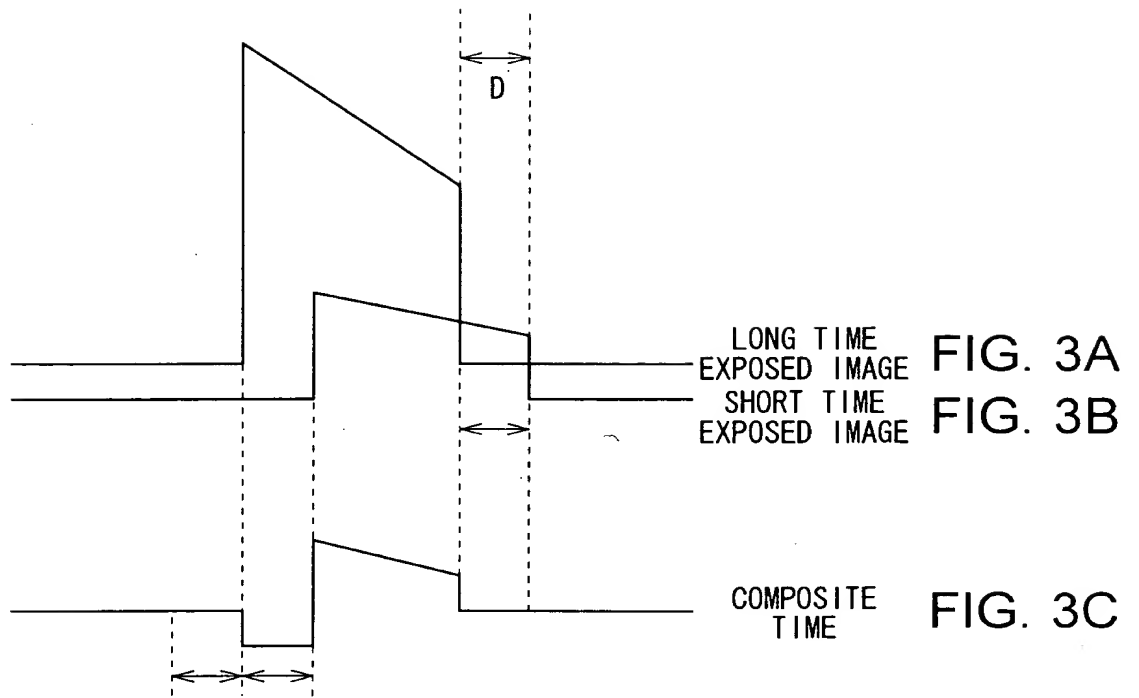 D
LONG TIME
EXPOSED IMAGE
FIG. 3A
SHORT TIME
EXPOSED IMAGE
FIG. 3B
COMPOSITE
TIME
FIG. 3C